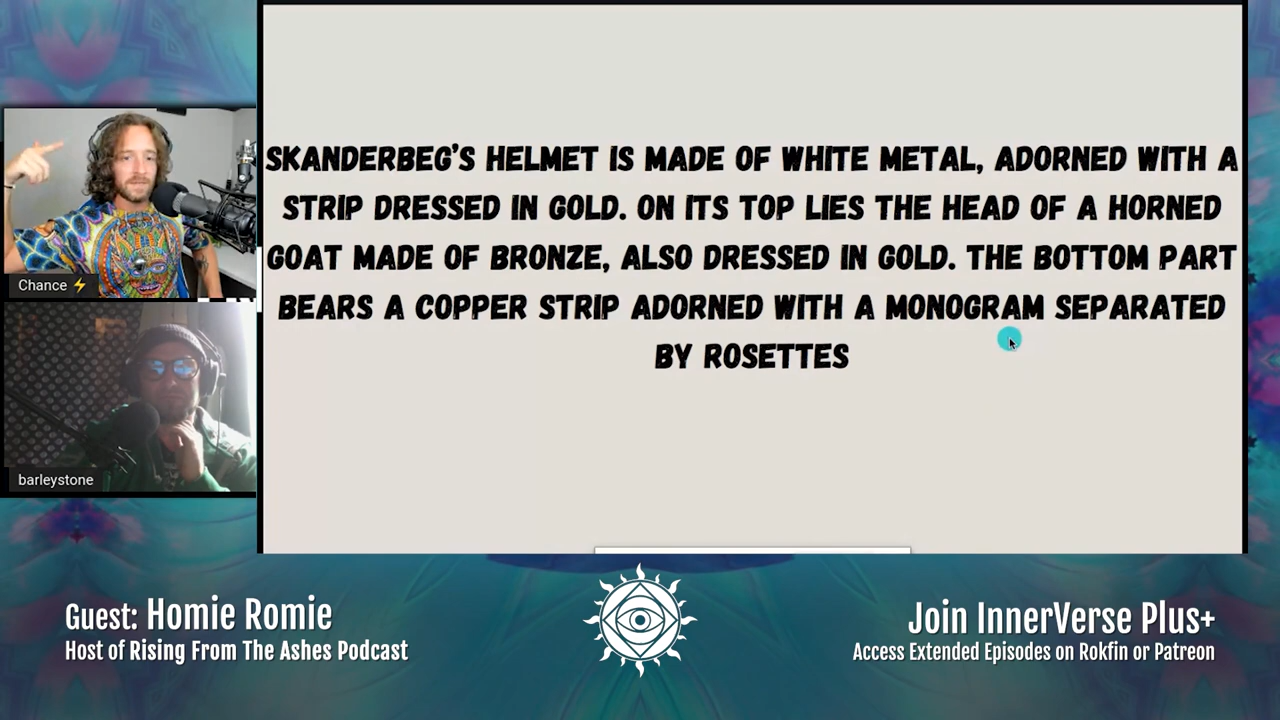 SKANDERBEG'S HELMET IS MADE OF WHITE METAL, ADORNED WITH A
STRIP DRESSED IN GOLD. ON ITS TOP LIES THE HEAD OF A HORNED
GOAT MADE OF BRONZE, ALSO DRESSED IN GOLD. THE BOTTOM PART
BEARS A COPPER STRIP ADORNED WITH A MONOGRAM SEPARATED
BY ROSETTES
Chance ⚡
barleystone
Guest: Homie Romie
Host of Rising From The Ashes Podcast
Join InnerVerse Plus+
Access Extended Episodes on Rokfin or Patreon